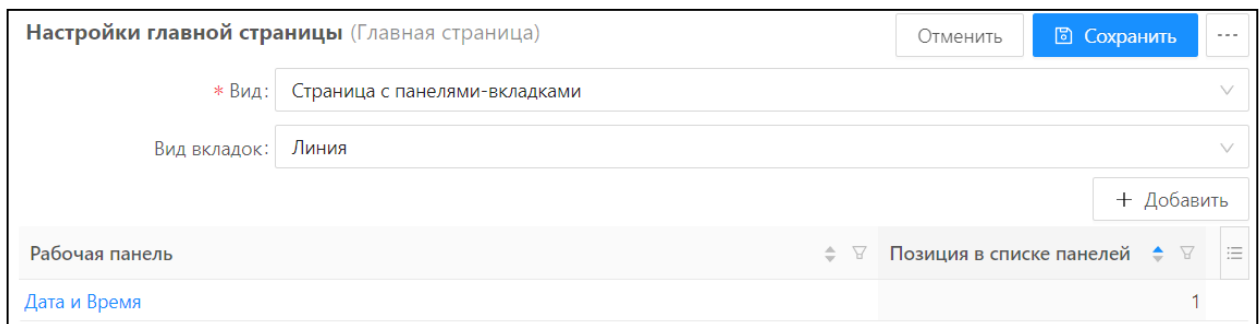 Настройки главной страницы (Главная страница) Отменить Сохранить ---
* Вид: Страница с панелями-вкладками
Вид вкладок: Линия
+ Добавить
Рабочая панель Позиция в списке панелей
Дата и Время 1